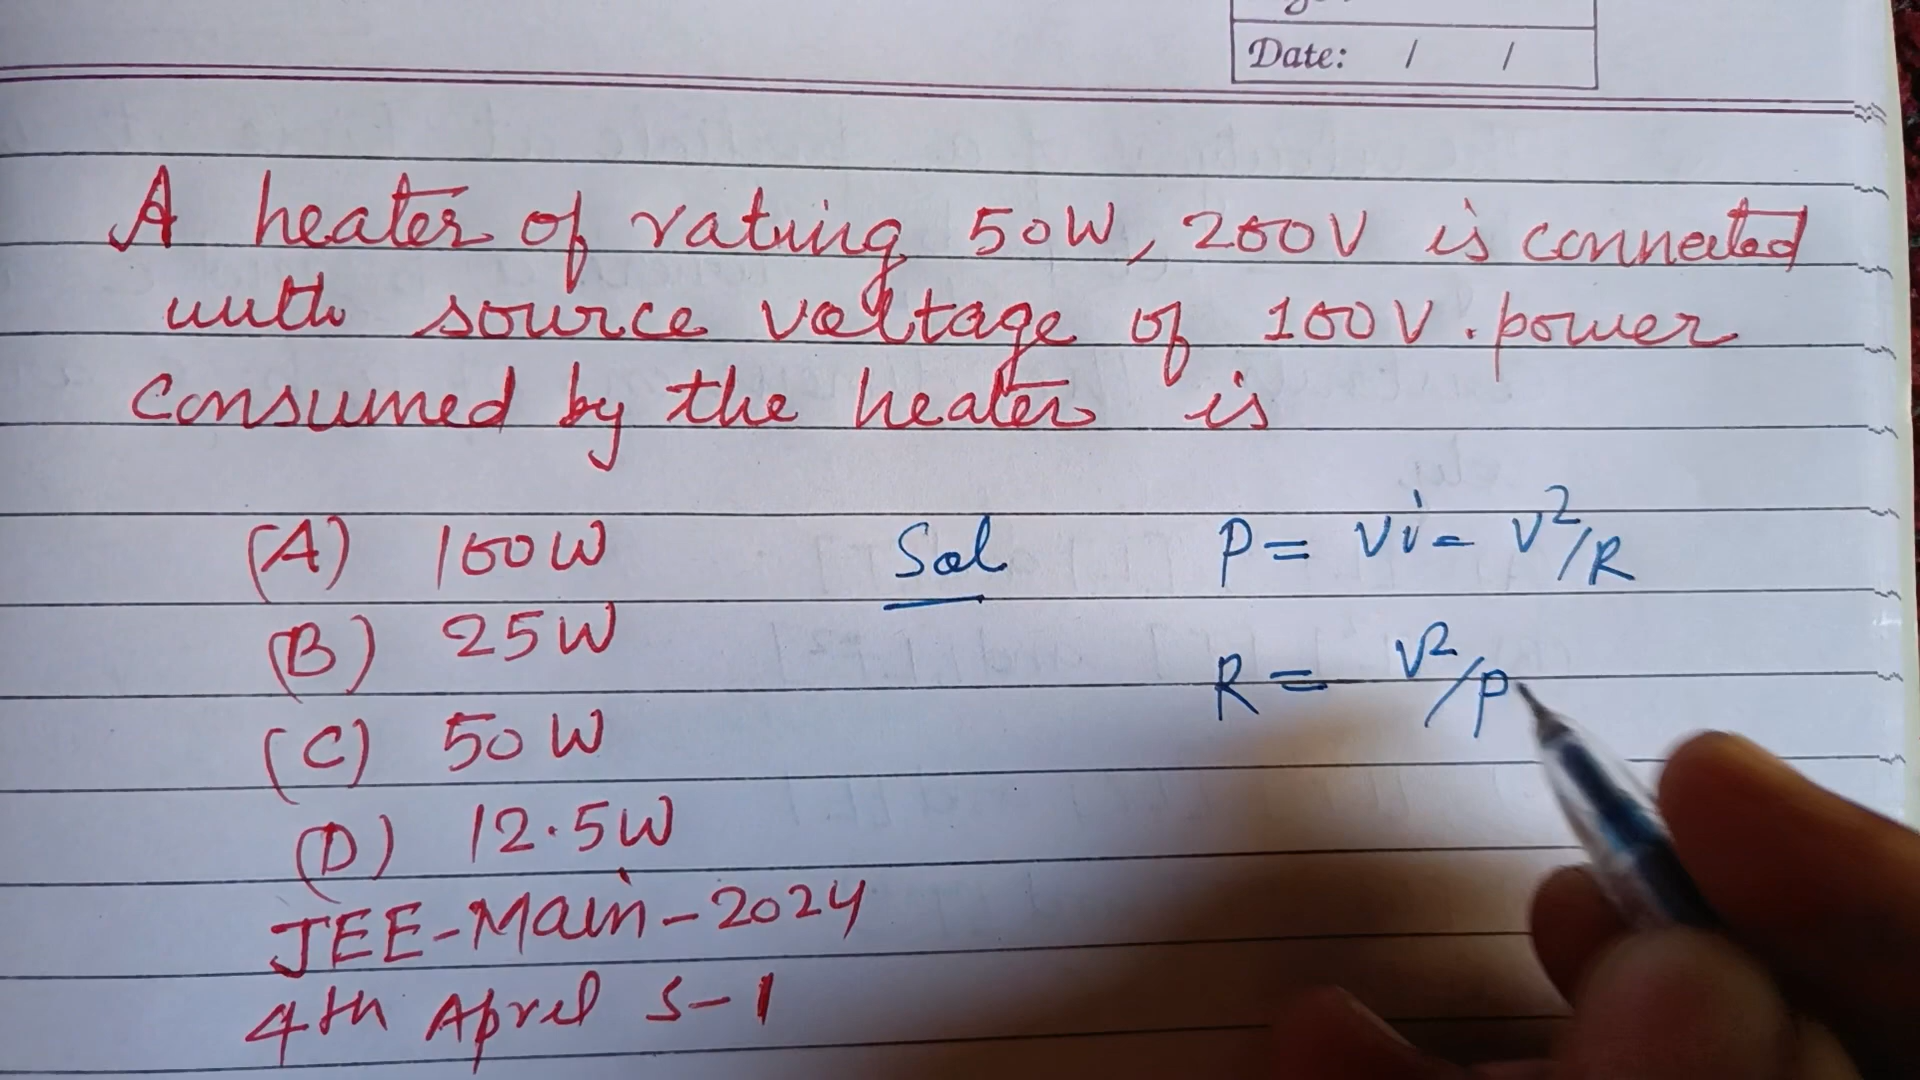 Date: / /
A heater of rating 50W, 200V is connected
with source voltage of 100V. power
consumed by the heater is
(A) 100W
Sol
P = Vi = V²/R
(B) 25W
R = V²/P
(C) 50W
(D) 12.5W
JEE-Main-2024
4th April S-1